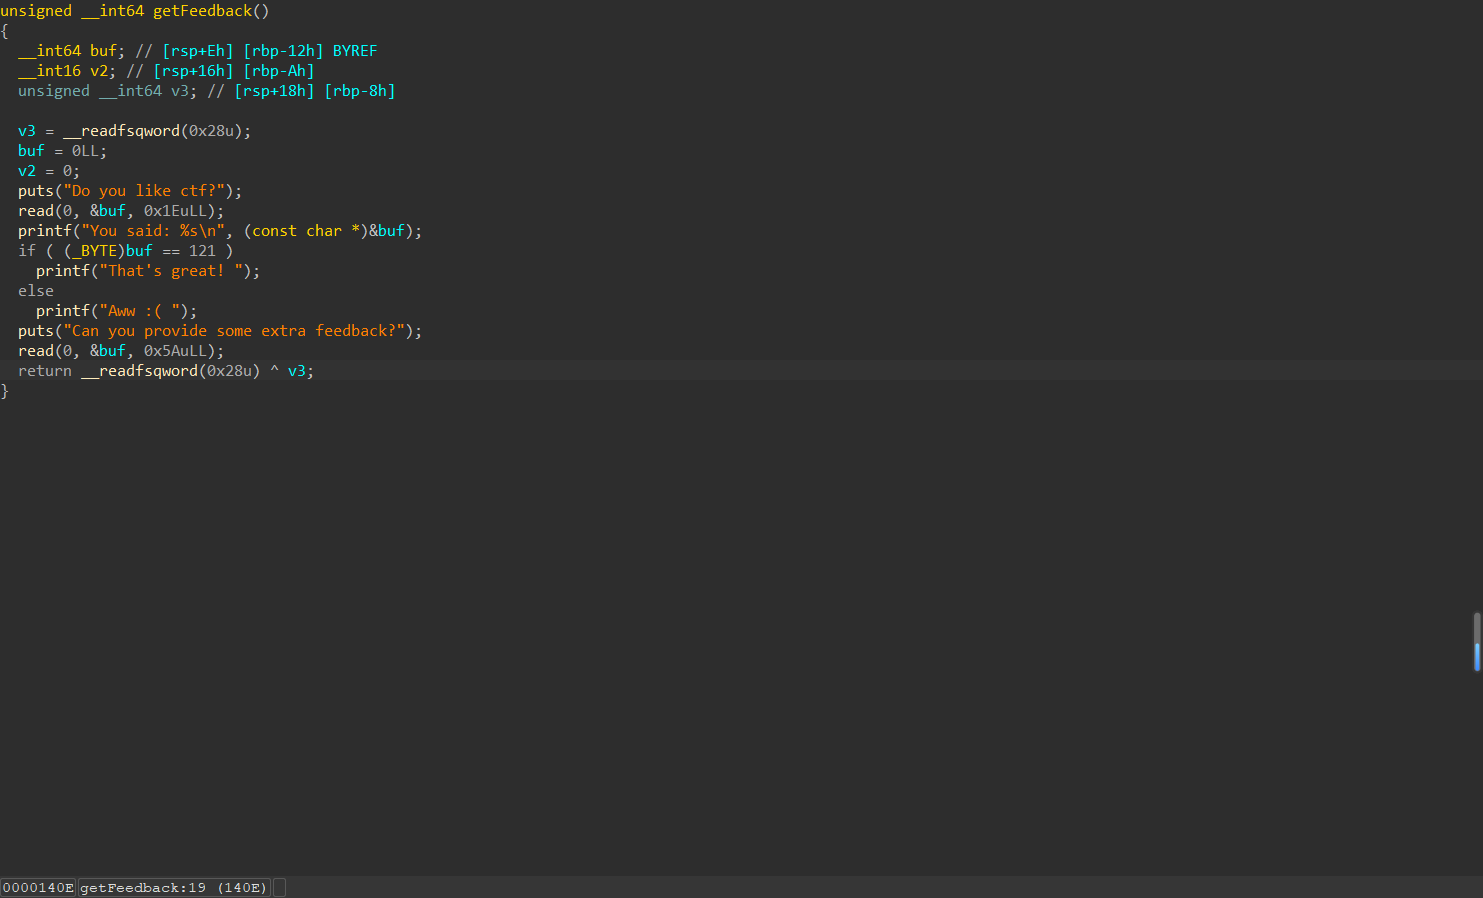 unsigned __int64 getFeedback()
{
  __int64 buf; // [rsp+Eh] [rbp-12h] BYREF
  __int16 v2; // [rsp+16h] [rbp-Ah]
  unsigned __int64 v3; // [rsp+18h] [rbp-8h]
  v3 = __readfsqword(0x28u);
  buf = 0LL;
  v2 = 0;
  puts("Do you like ctf?");
  read(0, &buf, 0x1EuLL);
  printf("You said: %s\n", (const char *)&buf);
  if ( (_BYTE)buf == 121 )
    printf("That's great! ");
  else
    printf("Aww :( ");
  puts("Can you provide some extra feedback?");
  read(0, &buf, 0x5AuLL);
  return __readfsqword(0x28u) ^ v3;
}
0000140E getFeedback:19 (140E)